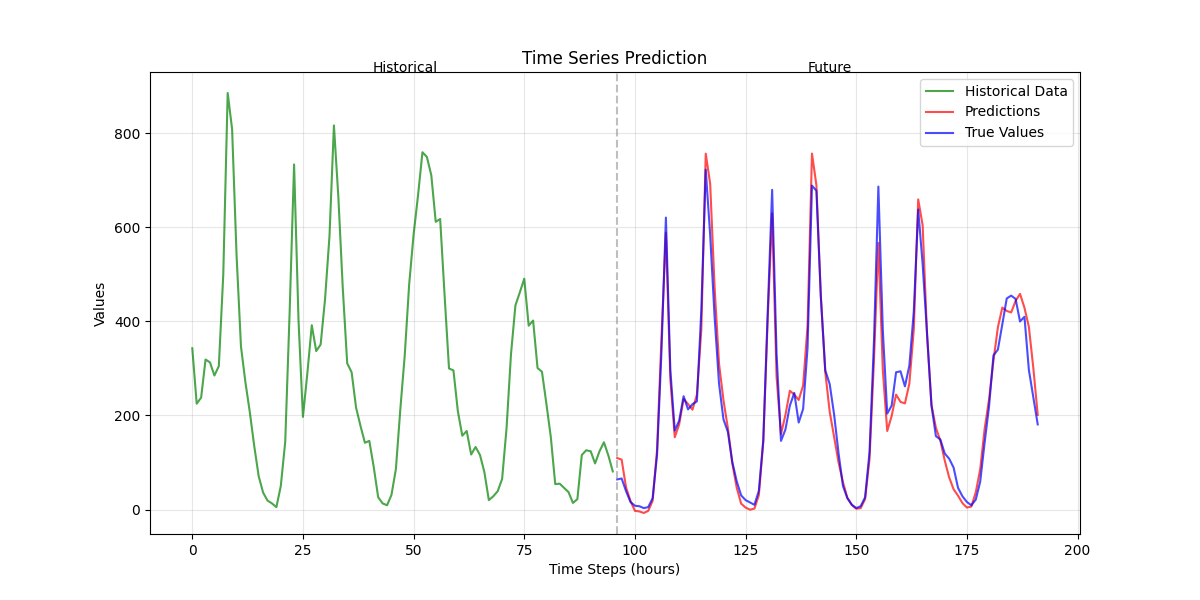 Time Series Prediction
Historical
Future
Historical Data
Predictions
True Values
Values
800
600
400
200
0
0
25
50
75
100
125
150
175
200
Time Steps (hours)